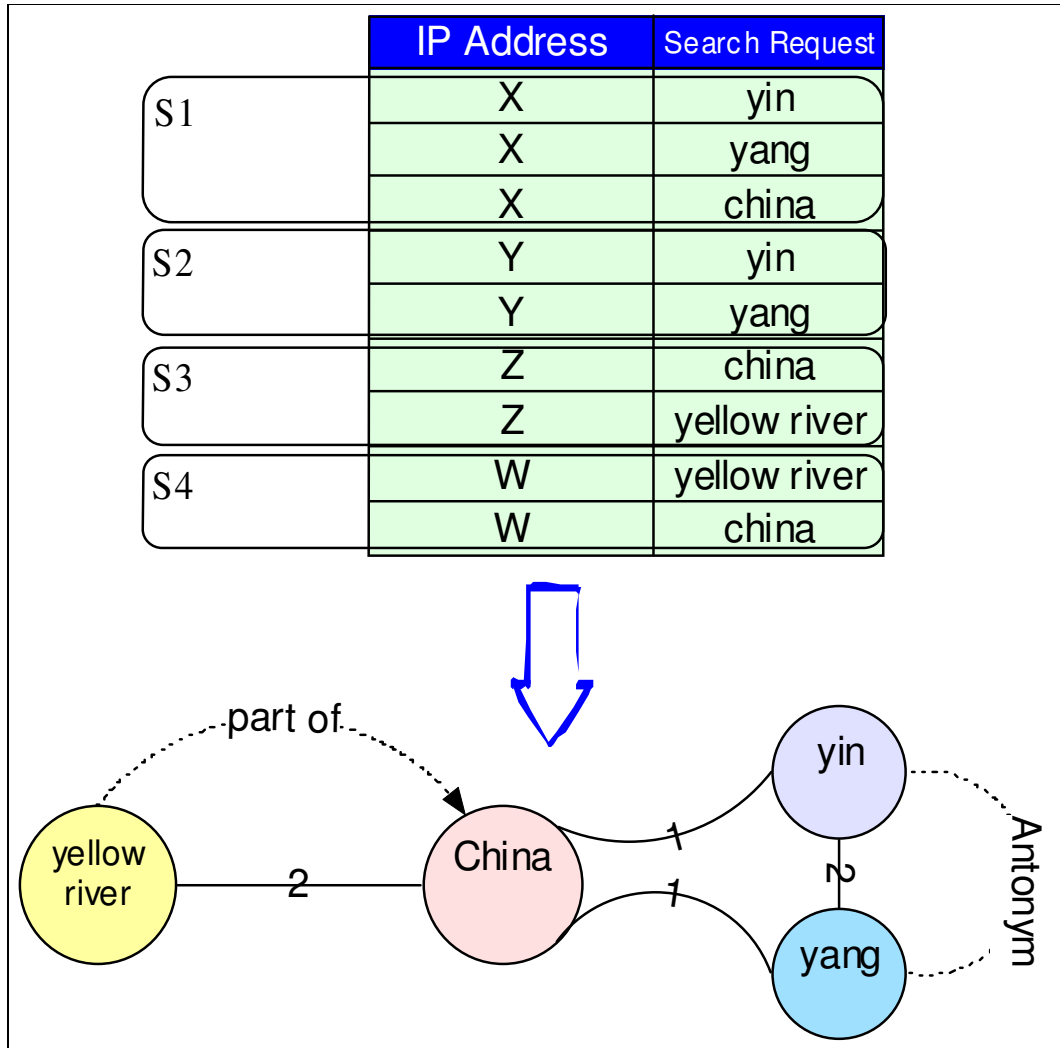 IP Address Search Request
S1
X yin
X yang
X china
S2
Y yin
Y yang
S3
Z china
Z yellow river
S4
W yellow river
W china
part of
yin
yellow
river
2
China
1
1
2
Antonym
yang